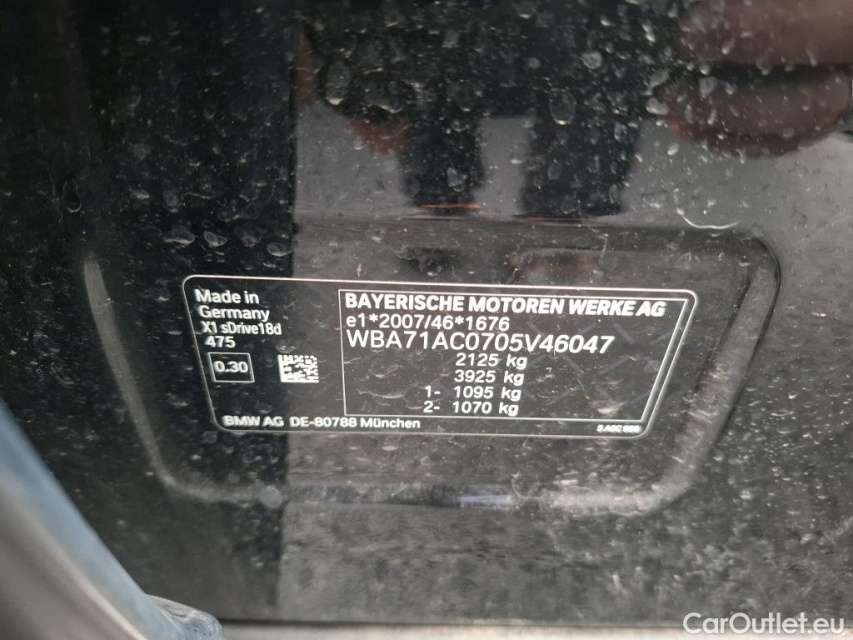 Made in
Germany
X1 sDrive18d
475
0.30
BAYERISCHE MOTOREN WERKE AG
e1*2007/46*1676
WBA71AC0705V46047
2125 kg
3925 kg
1- 1095 kg
2- 1070 kg
BMW AG DE-80788 München
CarOutlet.eu